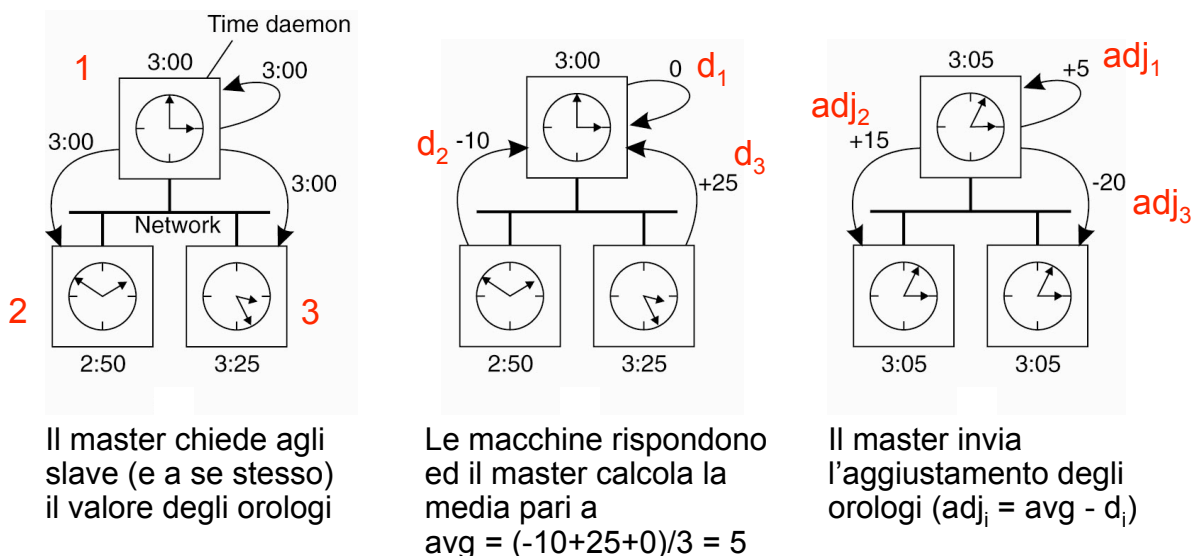 Time daemon
1
3:00
3:00
3:00
3:00
Network
2
3
2:50
3:25
Il master chiede agli
slave (e a se stesso)
il valore degli orologi
3:00
0
d1
d2
-10
d3
+25
2:50
3:25
Le macchine rispondono
ed il master calcola la
media pari a
avg = (-10+25+0)/3 = 5
3:05
+5
adj1
adj2
+15
-20
adj3
3:05
3:05
Il master invia
l’aggiustamento degli
orologi (adji = avg - di)